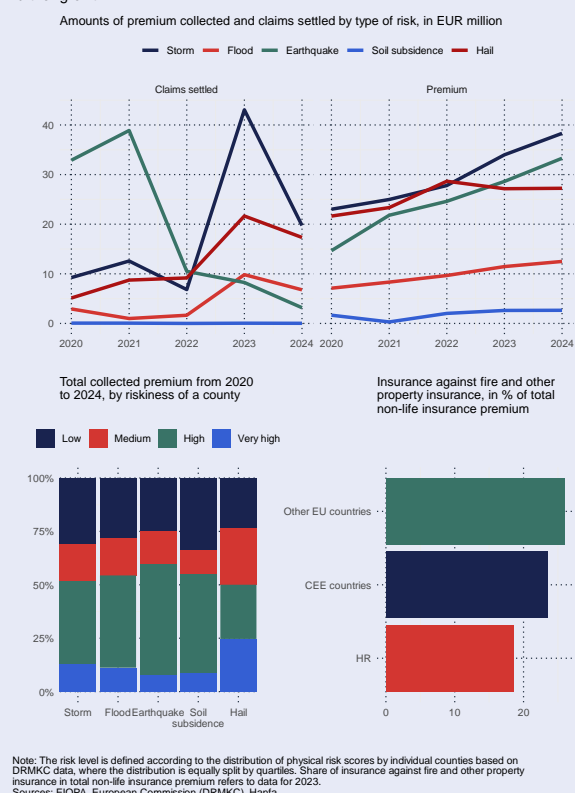 Amounts of premium collected and claims settled by type of risk, in EUR million
Storm Flood Earthquake Soil subsidence Hail
Claims settled Premium
40
30
20
10
0
2020 2021 2022 2023 2024 2020 2021 2022 2023 2024
Total collected premium from 2020
to 2024, by riskiness of a county
Low Medium High Very high
100%
75%
50%
25%
0%
Storm Flood Earthquake Soil subsidence Hail
Insurance against fire and other
property insurance, in % of total
non-life insurance premium
Other EU countries
CEE countries
HR
0 10 20
Note: The risk level is defined according to the distribution of physical risk scores by individual counties based on
DRMKC data, where the distribution is equally split by quartiles. Share of insurance against fire and other property
insurance in total non-life insurance premium refers to data for 2023.
Sources: EIOPA, European Commission (DRMKC), Hanfa